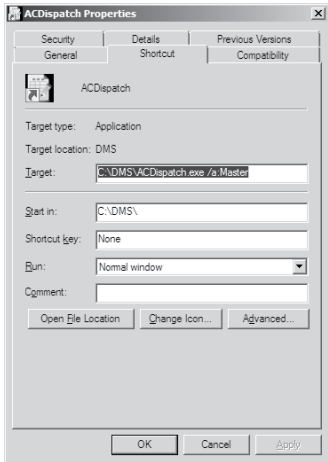 ACDispatch Properties
Security Details Previous Versions
General Shortcut Compatibility
ACDispatch
Target type: Application
Target location: DMS
Target: C:\DMS\ACDispatch.exe /a:Master
Start in: C:\DMS\
Shortcut key: None
Run: Normal window
Comment:
Open File Location Change Icon... Advanced...
OK Cancel Apply